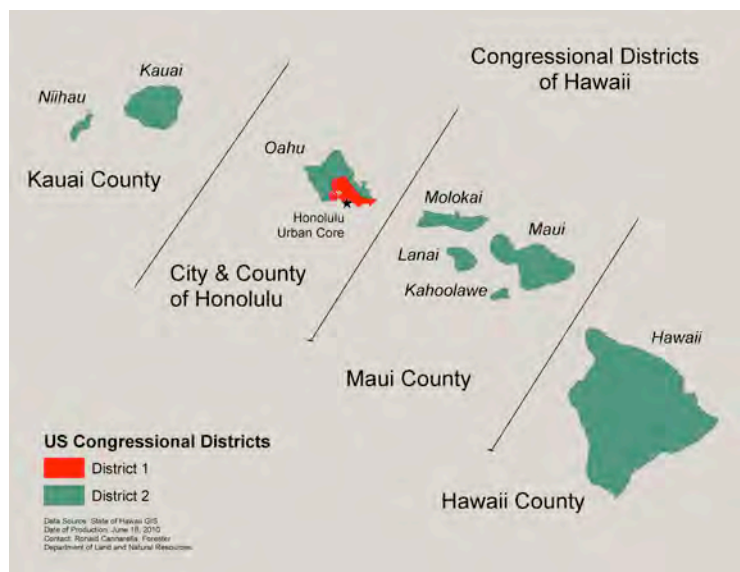 Congressional Districts
of Hawaii
Kauai
Niihau
Kauai County
Oahu
Honolulu
Urban Core
City & County
of Honolulu
Molokai
Maui
Lanai
Kahoolawe
Maui County
Hawaii
Hawaii County
US Congressional Districts
District 1
District 2
Data Source: State of Hawaii GIS
Date of Production: June 18, 2010
Contact: Ronald Cannarella, Forester
Department of Land and Natural Resources